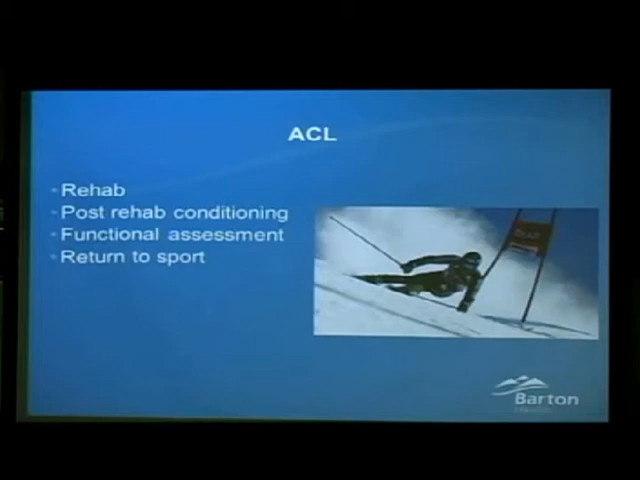 ACL
Rehab
Post rehab conditioning
Functional assessment
Return to sport
Barton